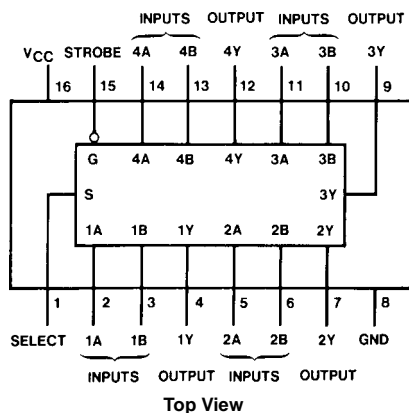 INPUTS OUTPUT INPUTS OUTPUT
VCC STROBE 4A 4B 4Y 3A 3B 3Y
16 15 14 13 12 11 10 9
G 4A 4B 4Y 3A 3B
S 3Y
1A 1B 1Y 2A 2B 2Y
1 2 3 4 5 6 7 8
SELECT 1A 1B 1Y 2A 2B 2Y GND
INPUTS OUTPUT INPUTS OUTPUT
Top View